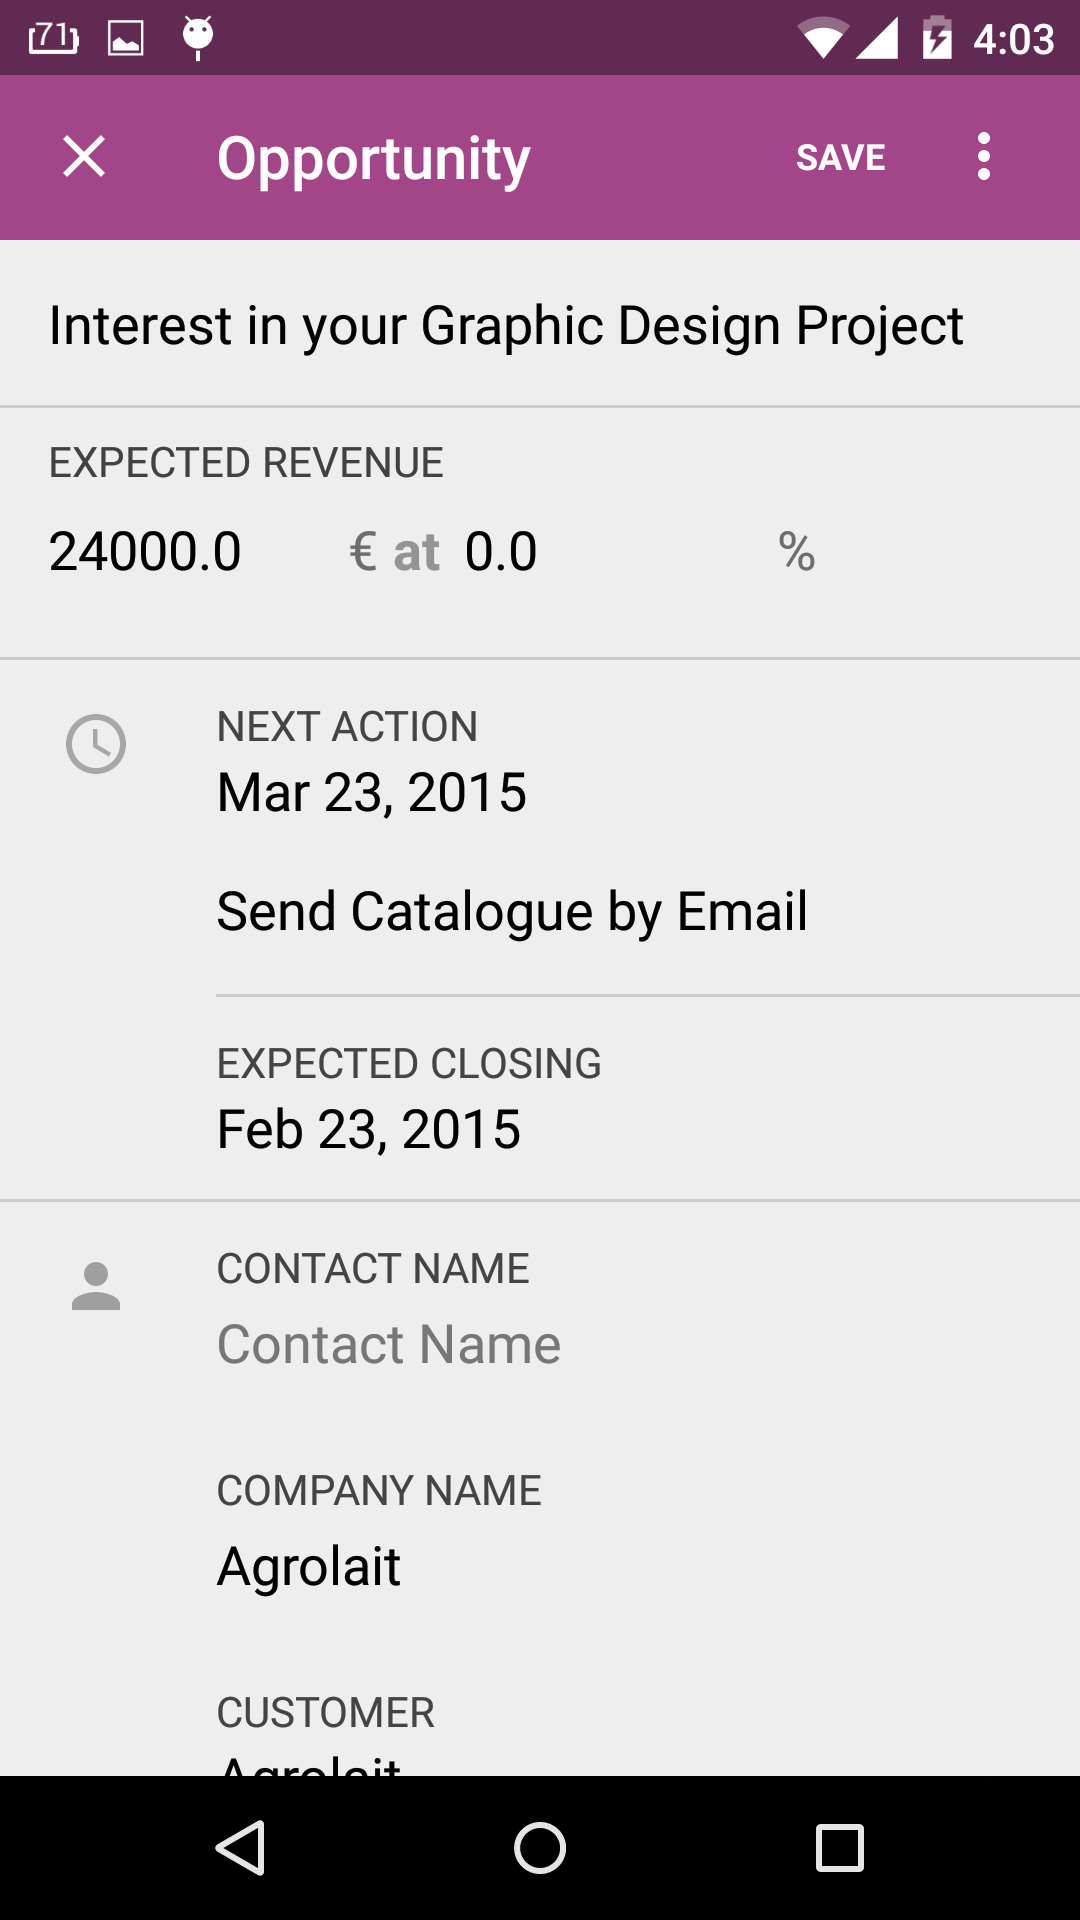 71 4:03
Opportunity SAVE
Interest in your Graphic Design Project
EXPECTED REVENUE
24000.0 € at 0.0 %
NEXT ACTION
Mar 23, 2015
Send Catalogue by Email
EXPECTED CLOSING
Feb 23, 2015
CONTACT NAME
Contact Name
COMPANY NAME
Agrolait
CUSTOMER
Agrolait